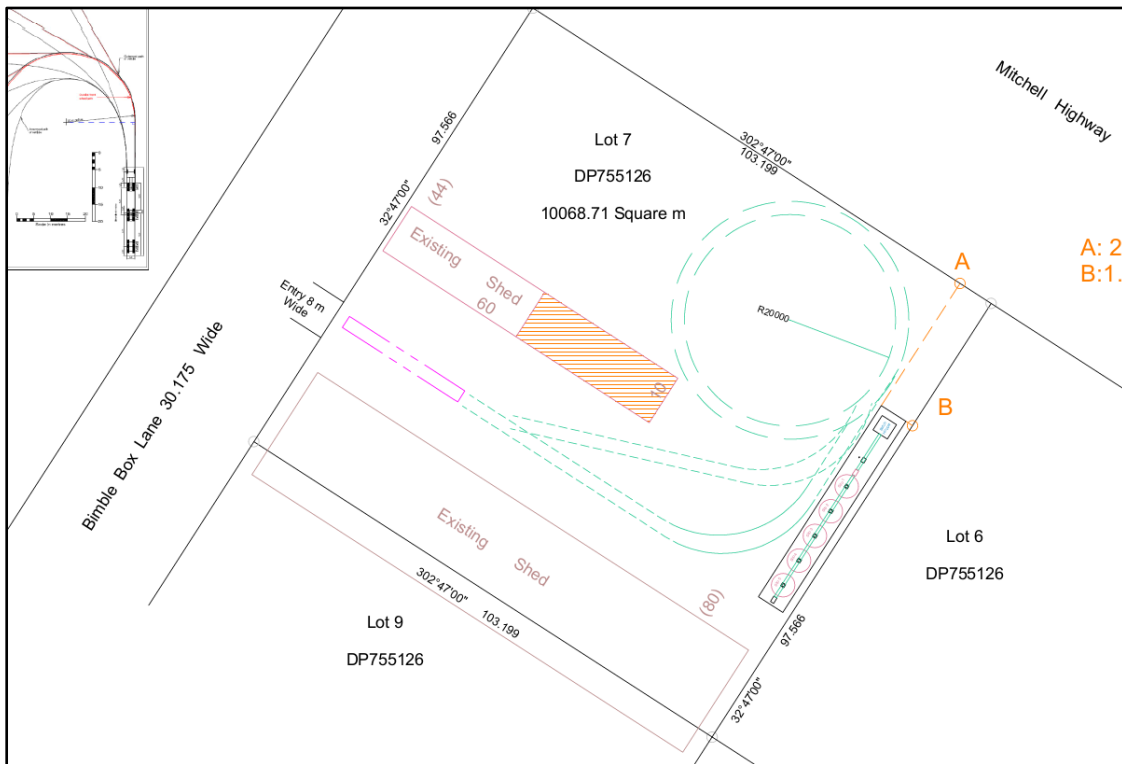 Mitchell Highway
97.566
302°47'00"
103.199
Lot 7
DP755126
10068.71 Square m
32°47'00"
(44)
Existing Shed
60
10
R20000
A
A: 2
B:1.
B
Entry 8 m
Wide
Bimble Box Lane 30.175 Wide
Existing Shed
(80)
302°47'00"
103.199
97.566
32°47'00"
Lot 6
DP755126
Lot 9
DP755126